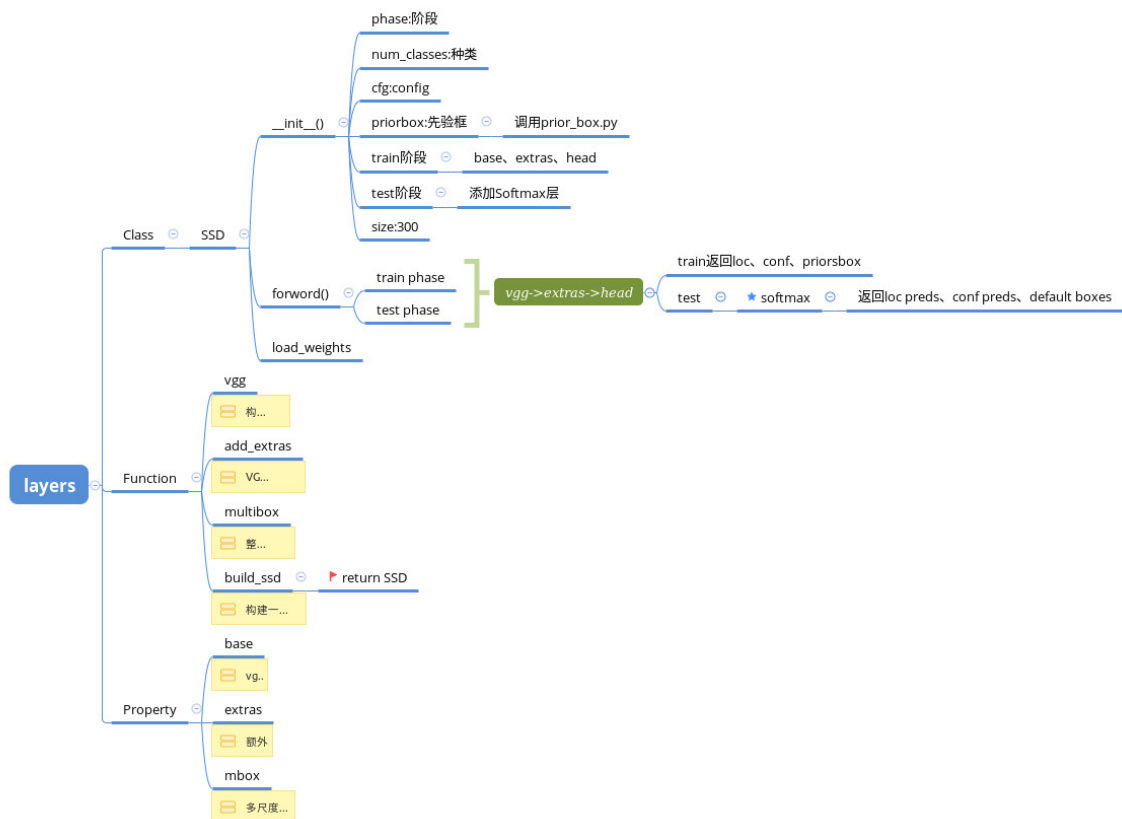 layers
Class
SSD
__init__()
phase:阶段
num_classes:种类
cfg:config
priorbox:先验框
调用prior_box.py
train阶段
base、extras、head
test阶段
添加Softmax层
size:300
forword()
train phase
test phase
vgg->extras->head
train返回loc、conf、priorsbox
test
softmax
返回loc preds、conf preds、default boxes
load_weights
Function
vgg
构...
add_extras
VG...
multibox
整...
build_ssd
return SSD
构建一...
Property
base
vg..
extras
额外
mbox
多尺度...